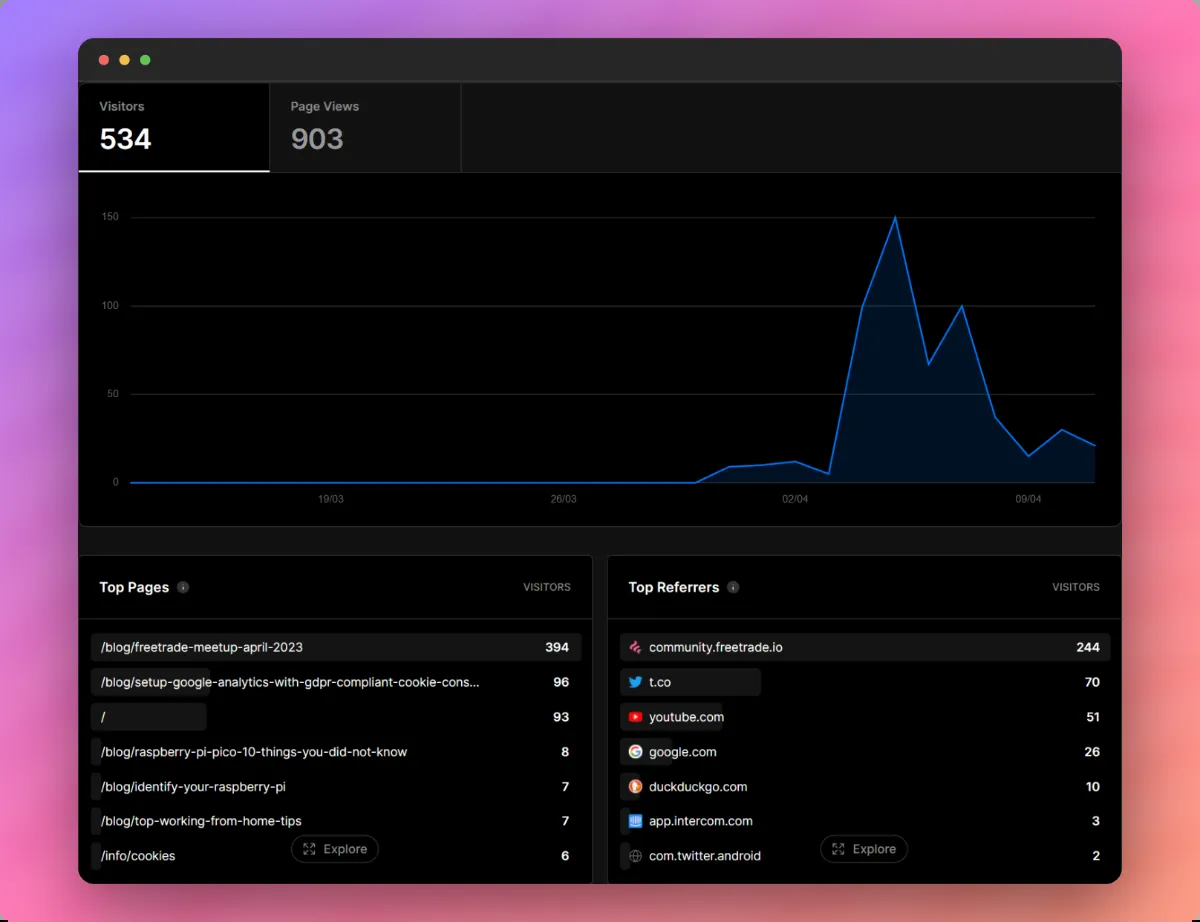 Visitors
534
Page Views
903
150
100
50
0
19/03
26/03
02/04
09/04
Top Pages
VISITORS
/blog/freetrade-meetup-april-2023 394
/blog/setup-google-analytics-with-gdpr-compliant-cookie-cons... 96
/ 93
/blog/raspberry-pi-pico-10-things-you-did-not-know 8
/blog/identify-your-raspberry-pi 7
/blog/top-working-from-home-tips 7
/info/cookies 6
Explore
Top Referrers
VISITORS
community.freetrade.io 244
t.co 70
youtube.com 51
google.com 26
duckduckgo.com 10
app.intercom.com 3
com.twitter.android 2
Explore